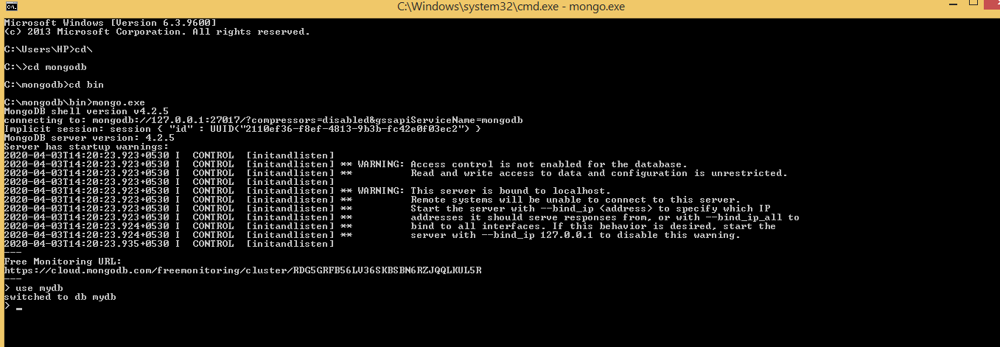 C:\Windows\system32\cmd.exe - mongo.exe
Microsoft Windows [Version 6.3.9600]
(c) 2013 Microsoft Corporation. All rights reserved.
C:\Users\HP>cd\
C:\>cd mongodb
C:\mongodb>cd bin
C:\mongodb\bin>mongo.exe
MongoDB shell version v4.2.5
connecting to: mongodb://127.0.0.1:27017/?compressors=disabled&gssapiServiceName=mongodb
Implicit session: session { "id" : UUID("2110ef36-f8ef-4813-9b3b-fc42e0f03ec2") }
MongoDB server version: 4.2.5
Server has startup warnings:
2020-04-03T14:20:23.923+0530 I  CONTROL  [initandlisten]
2020-04-03T14:20:23.923+0530 I  CONTROL  [initandlisten] ** WARNING: Access control is not enabled for the database.
2020-04-03T14:20:23.923+0530 I  CONTROL  [initandlisten] **          Read and write access to data and configuration is unrestricted.
2020-04-03T14:20:23.923+0530 I  CONTROL  [initandlisten]
2020-04-03T14:20:23.923+0530 I  CONTROL  [initandlisten] ** WARNING: This server is bound to localhost.
2020-04-03T14:20:23.923+0530 I  CONTROL  [initandlisten] **          Remote systems will be unable to connect to this server.
2020-04-03T14:20:23.923+0530 I  CONTROL  [initandlisten] **          Start the server with --bind_ip <address> to specify which IP
2020-04-03T14:20:23.923+0530 I  CONTROL  [initandlisten] **          addresses it should serve responses from, or with --bind_ip_all to
2020-04-03T14:20:23.924+0530 I  CONTROL  [initandlisten] **          bind to all interfaces. If this behavior is desired, start the
2020-04-03T14:20:23.924+0530 I  CONTROL  [initandlisten] **          server with --bind_ip 127.0.0.1 to disable this warning.
2020-04-03T14:20:23.935+0530 I  CONTROL  [initandlisten]
---
Free Monitoring URL:
https://cloud.mongodb.com/freemonitoring/cluster/RDG5GRFB56LV36SKBSBN6RZJQQLKUL5R
---
> use mydb
switched to db mydb
> _